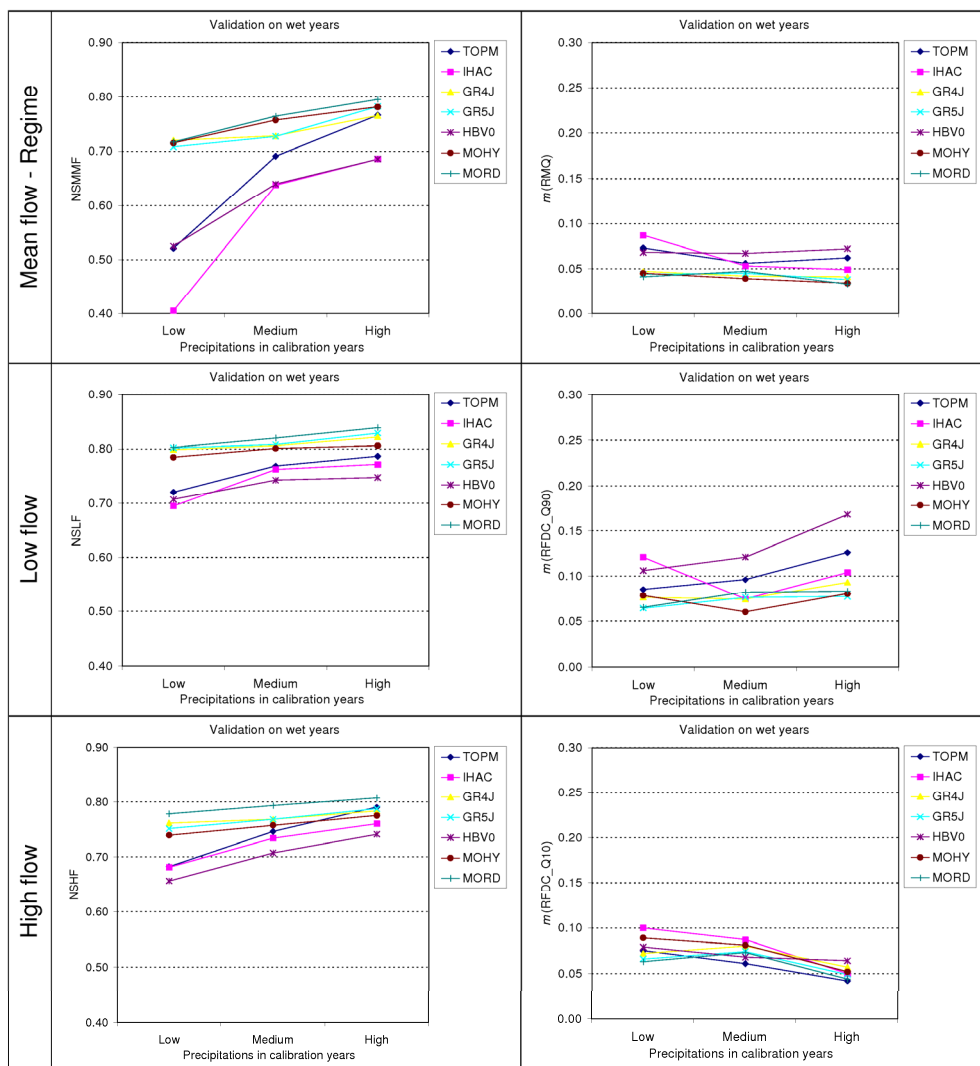 Mean flow - Regime
Validation on wet years
0.90
0.80
0.70
0.60
0.50
0.40
NSMMF
Low
Medium
High
Precipitations in calibration years
TOPM
IHAC
GR4J
GR5J
HBV0
MOHY
MORD
Validation on wet years
0.30
0.25
0.20
0.15
0.10
0.05
0.00
m(RMQ)
Low
Medium
High
Precipitations in calibration years
TOPM
IHAC
GR4J
GR5J
HBV0
MOHY
MORD
Low flow
Validation on wet years
0.90
0.80
0.70
0.60
0.50
0.40
NSLF
Low
Medium
High
Precipitations in calibration years
TOPM
IHAC
GR4J
GR5J
HBV0
MOHY
MORD
Validation on wet years
0.30
0.25
0.20
0.15
0.10
0.05
0.00
m(RFDC_Q90)
Low
Medium
High
Precipitations in calibration years
TOPM
IHAC
GR4J
GR5J
HBV0
MOHY
MORD
High flow
Validation on wet years
0.90
0.80
0.70
0.60
0.50
0.40
NSHF
Low
Medium
High
Precipitations in calibration years
TOPM
IHAC
GR4J
GR5J
HBV0
MOHY
MORD
Validation on wet years
0.30
0.25
0.20
0.15
0.10
0.05
0.00
m(RFDC_Q10)
Low
Medium
High
Precipitations in calibration years
TOPM
IHAC
GR4J
GR5J
HBV0
MOHY
MORD